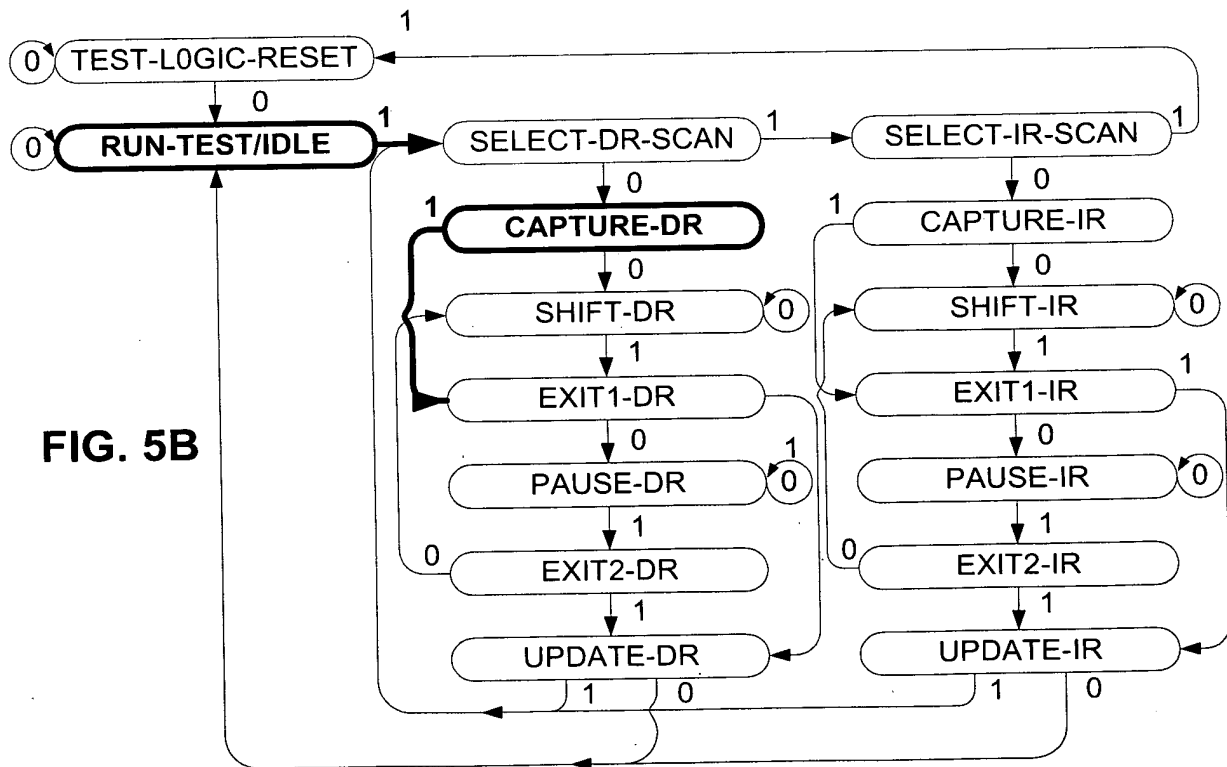 1
0 TEST-L0GIC-RESET
0
0 RUN-TEST/IDLE 1
SELECT-DR-SCAN 1
SELECT-IR-SCAN 1
0
0
1 CAPTURE-DR
1 CAPTURE-IR
0
0
SHIFT-DR 0
SHIFT-IR 0
1
1
EXIT1-DR
EXIT1-IR 1
0
1
0
FIG. 5B
PAUSE-DR 0
PAUSE-IR 0
1
1
0 EXIT2-DR
0 EXIT2-IR
1
1
UPDATE-DR
UPDATE-IR
1 0
1 0